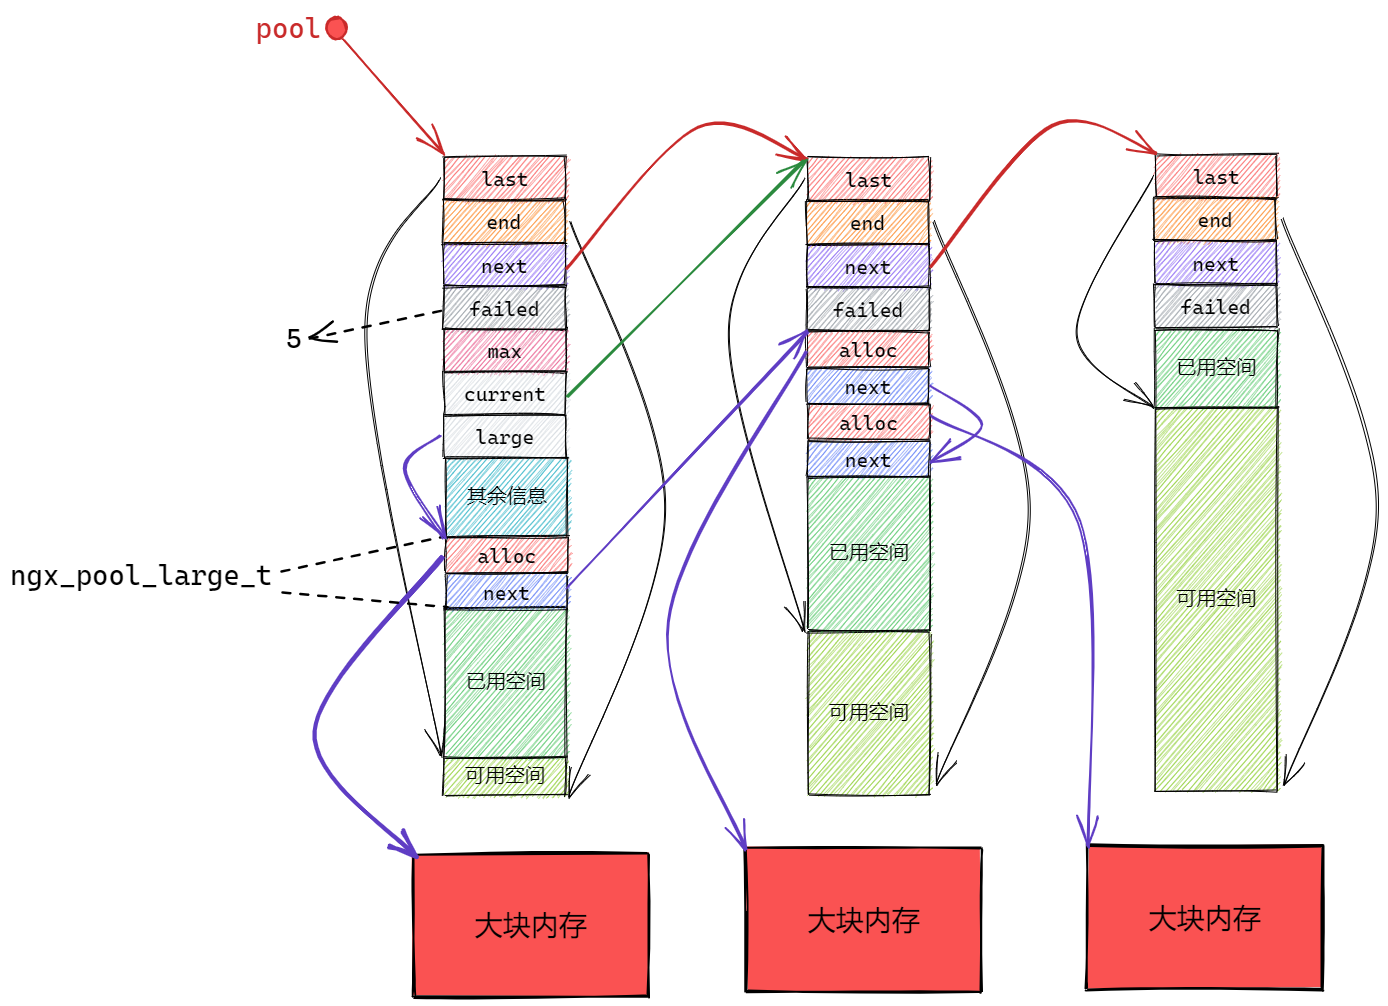 pool
last
end
next
failed
5
max
current
large
其余信息
ngx_pool_large_t
alloc
next
已用空间
可用空间
last
end
next
failed
alloc
next
alloc
next
已用空间
可用空间
last
end
next
failed
已用空间
可用空间
大块内存
大块内存
大块内存